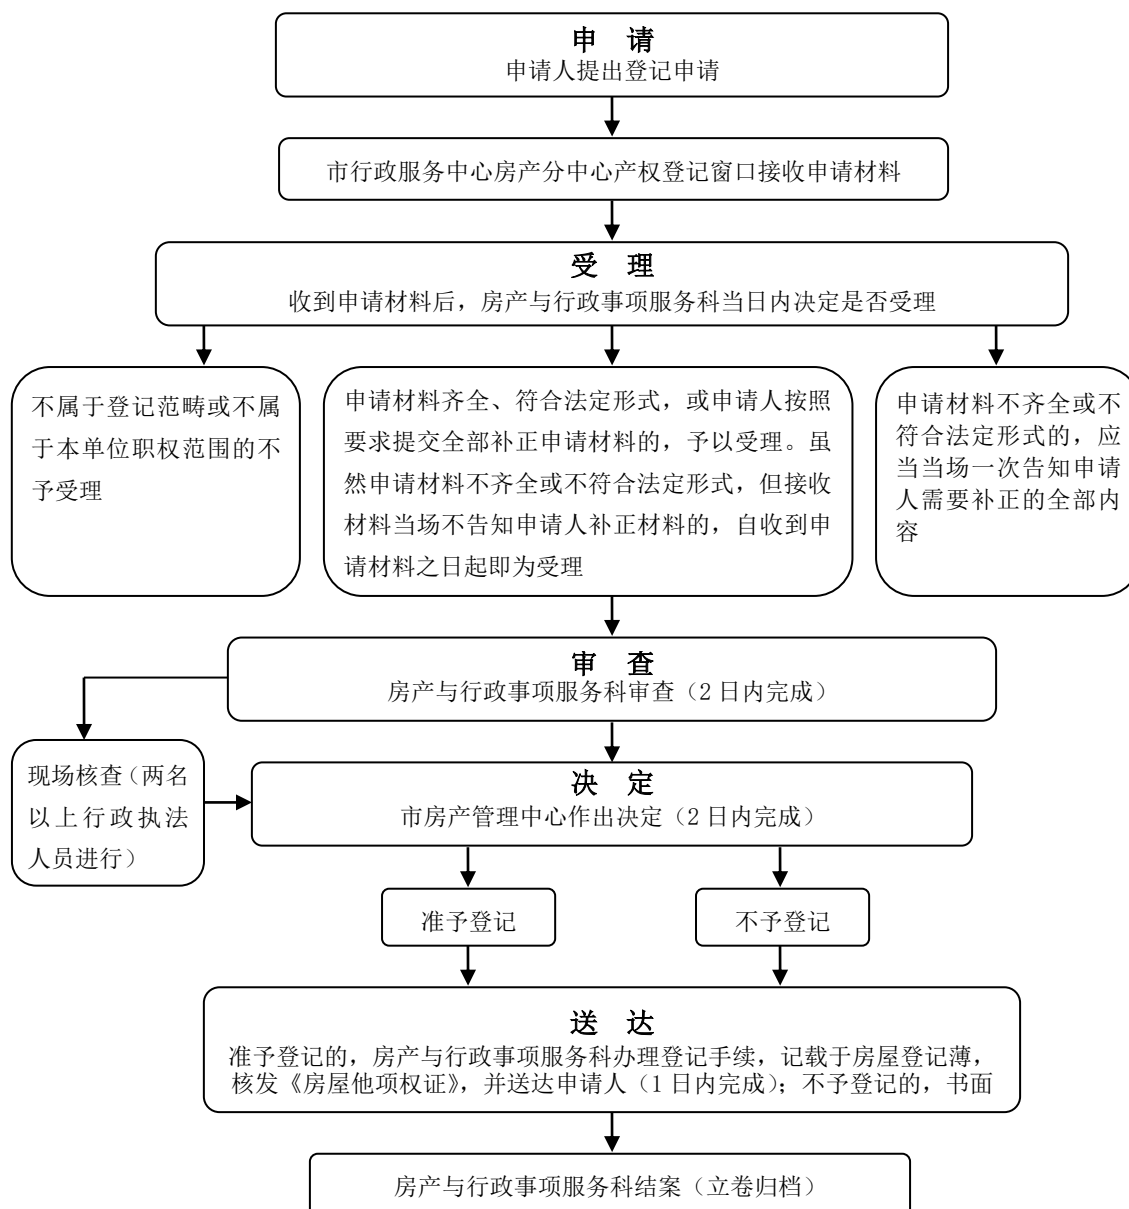 申 请
申请人提出登记申请
市行政服务中心房产分中心产权登记窗口接收申请材料
受 理
收到申请材料后，房产与行政事项服务科当日内决定是否受理
不属于登记范畴或不属
于本单位职权范围的不
予受理
申请材料齐全、符合法定形式，或申请人按照
要求提交全部补正申请材料的，予以受理。虽
然申请材料不齐全或不符合法定形式，但接收
材料当场不告知申请人补正材料的，自收到申
请材料之日起即为受理
申请材料不齐全或不
符合法定形式的，应
当当场一次告知申请
人需要补正的全部内
容
审 查
房产与行政事项服务科审查（2 日内完成）
现场核查（两名
以上行政执法
人员进行）
决 定
市房产管理中心作出决定（2 日内完成）
准予登记
不予登记
送 达
准予登记的，房产与行政事项服务科办理登记手续，记载于房屋登记薄，
核发《房屋他项权证》，并送达申请人（1 日内完成）；不予登记的，书面
房产与行政事项服务科结案（立卷归档）